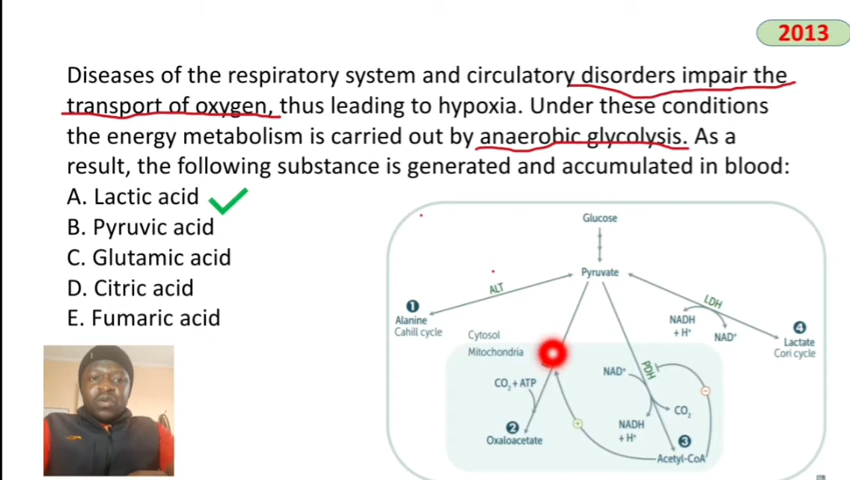 2013
Diseases of the respiratory system and circulatory disorders impair the
transport of oxygen, thus leading to hypoxia. Under these conditions
the energy metabolism is carried out by anaerobic glycolysis. As a
result, the following substance is generated and accumulated in blood:
A. Lactic acid
B. Pyruvic acid
C. Glutamic acid
D. Citric acid
E. Fumaric acid
Glucose
Pyruvate
ALT
LDH
1
Alanine
Cahill cycle
NADH
+ H⁺
NAD⁺
4
Lactate
Cori cycle
Cytosol
Mitochondria
CO₂ + ATP
2
Oxaloacetate
NAD⁺
PDH
NADH
+ H⁺
CO₂
3
Acetyl-CoA
+
−